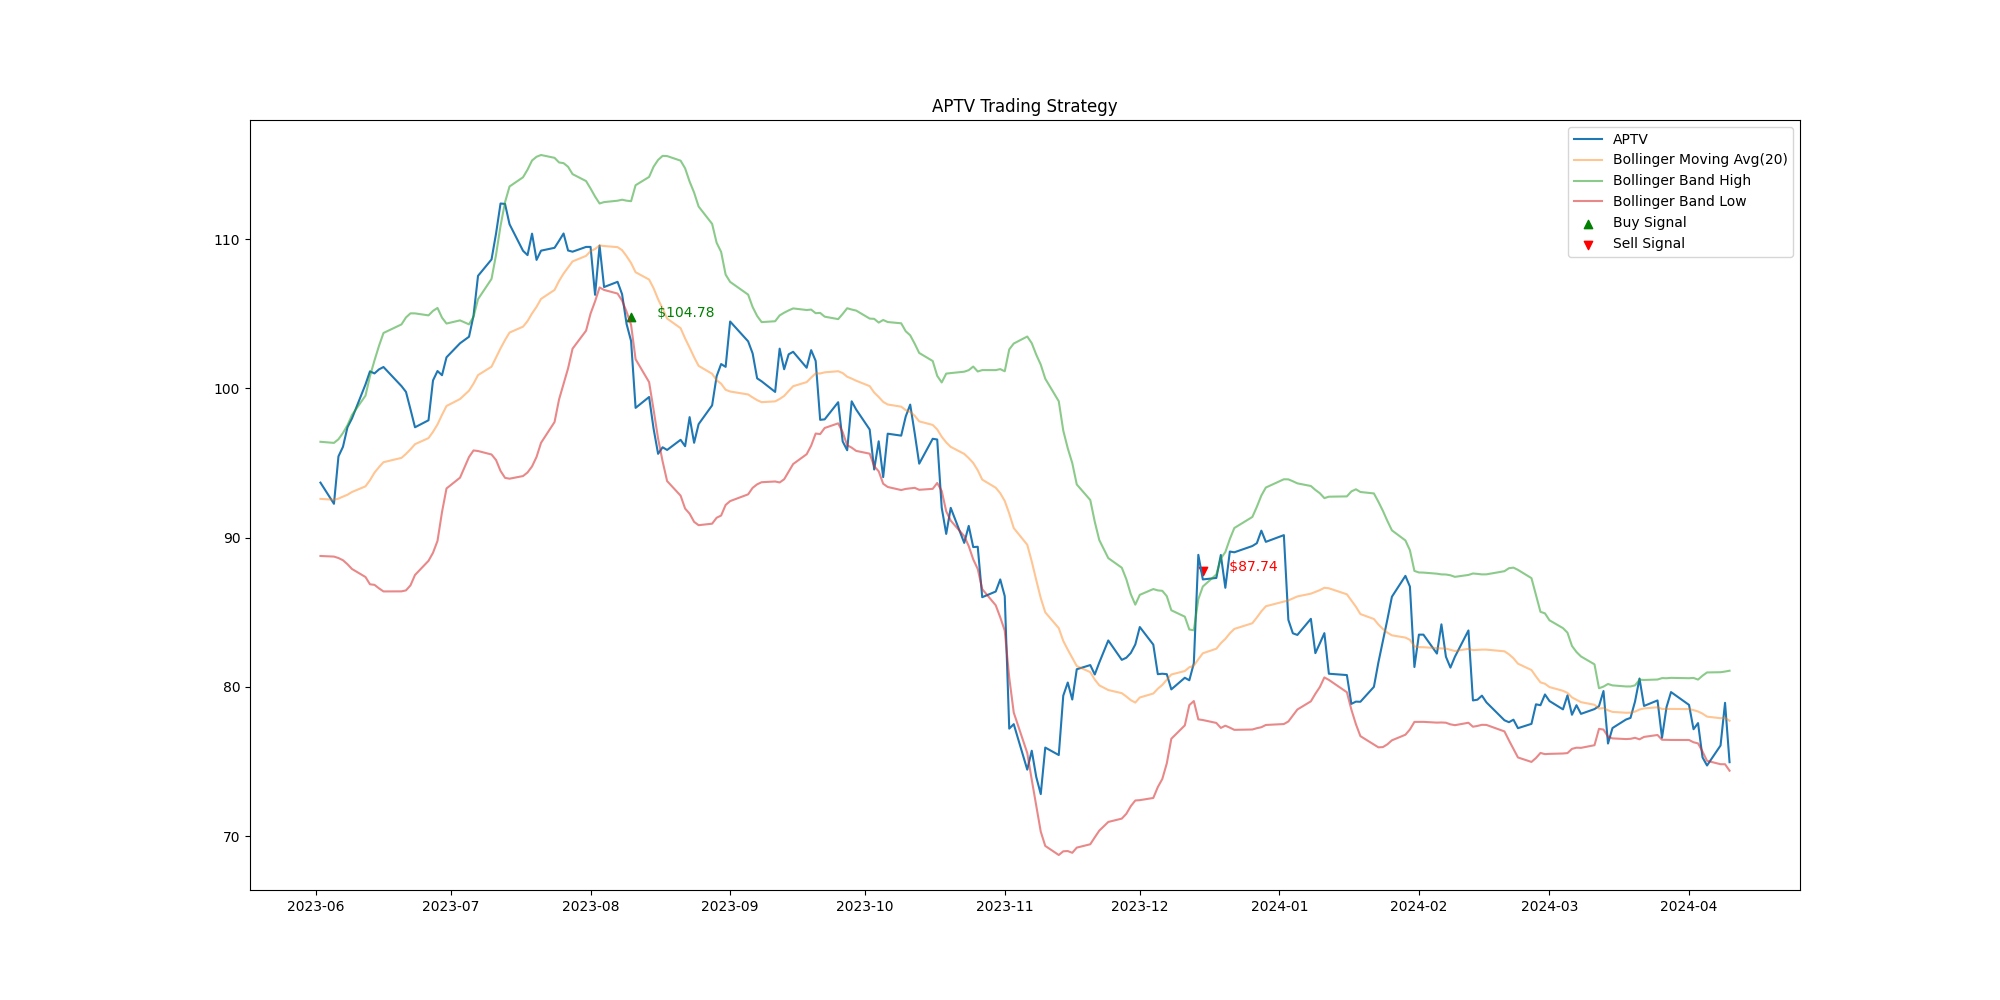 APTV Trading Strategy
APTV
Bollinger Moving Avg(20)
Bollinger Band High
Bollinger Band Low
Buy Signal
Sell Signal
110
100
90
80
70
$104.78
$87.74
2023-06
2023-07
2023-08
2023-09
2023-10
2023-11
2023-12
2024-01
2024-02
2024-03
2024-04